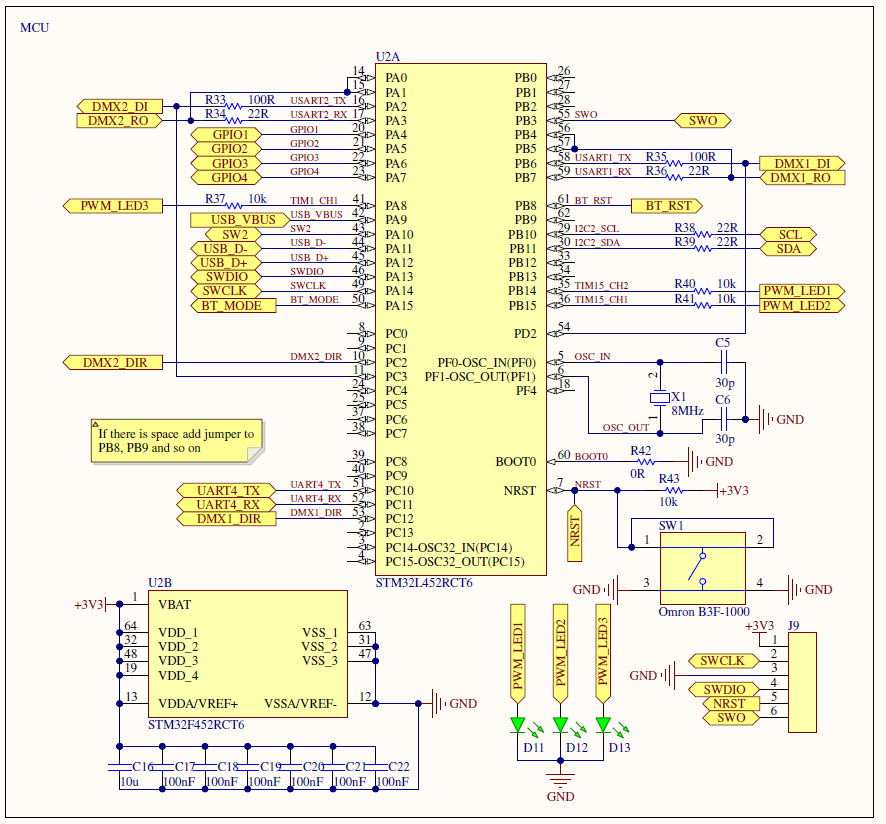 MCU
U2A
14 PA0
15 PA1
DMX2_DI R33 100R USART2_TX 16 PA2
DMX2_RO R34 22R USART2_RX 17 PA3
GPIO1 GPIO1 20 PA4
GPIO2 GPIO2 21 PA5
GPIO3 GPIO3 22 PA6
GPIO4 GPIO4 23 PA7
PWM_LED3 R37 10k TIM1_CH1 41 PA8
USB_VBUS USB_VBUS 42 PA9
SW2 SW2 43 PA10
USB_D- USB_D- 44 PA11
USB_D+ USB_D+ 45 PA12
SWDIO SWDIO 46 PA13
SWCLK SWCLK 49 PA14
BT_MODE BT_MODE 50 PA15
8 PC0
9 PC1
DMX2_DIR DMX2_DIR 10 PC2
11 PC3
24 PC4
25 PC5
37 PC6
38 PC7
39 PC8
40 PC9
UART4_TX UART4_TX 51 PC10
UART4_RX UART4_RX 52 PC11
DMX1_DIR DMX1_DIR 53 PC12
2 PC13
3 PC14-OSC32_IN(PC14)
4 PC15-OSC32_OUT(PC15)
STM32L452RCT6
PB0 26
PB1 27
PB2 28
PB3 55 SWO SWO
PB4 56
PB5 57
PB6 58 USART1_TX R35 100R DMX1_DI
PB7 59 USART1_RX R36 22R DMX1_RO
PB8 61 BT_RST BT_RST
PB9 62
PB10 29 I2C2_SCL R38 22R SCL
PB11 30 I2C2_SDA R39 22R SDA
PB12 33
PB13 34
PB14 35 TIM15_CH2 R40 10k PWM_LED1
PB15 36 TIM15_CH1 R41 10k PWM_LED2
PD2 54
PF0-OSC_IN(PF0) 5 OSC_IN
PF1-OSC_OUT(PF1) 6
PF4 18
OSC_OUT
2
X1
8MHz
1
C5
30p
C6
30p
GND
BOOT0 60 BOOT0 R42 0R GND
NRST 7 NRST R43 10k +3V3
NRST
SW1
1 2
GND 3 4 GND
Omron B3F-1000
If there is space add jumper to
PB8, PB9 and so on
U2B
+3V3 1 VBAT
64 VDD_1 VSS_1 63
32 VDD_2 VSS_2 31
48 VDD_3 VSS_3 47
19 VDD_4
13 VDDA/VREF+ VSSA/VREF- 12 GND
STM32F452RCT6
C16 C17 C18 C19 C20 C21 C22
10u 100nF 100nF 100nF 100nF 100nF 100nF
PWM_LED1 PWM_LED2 PWM_LED3
D11 D12 D13
GND
+3V3 J9
1
SWCLK 2
GND 3
SWDIO 4
NRST 5
SWO 6